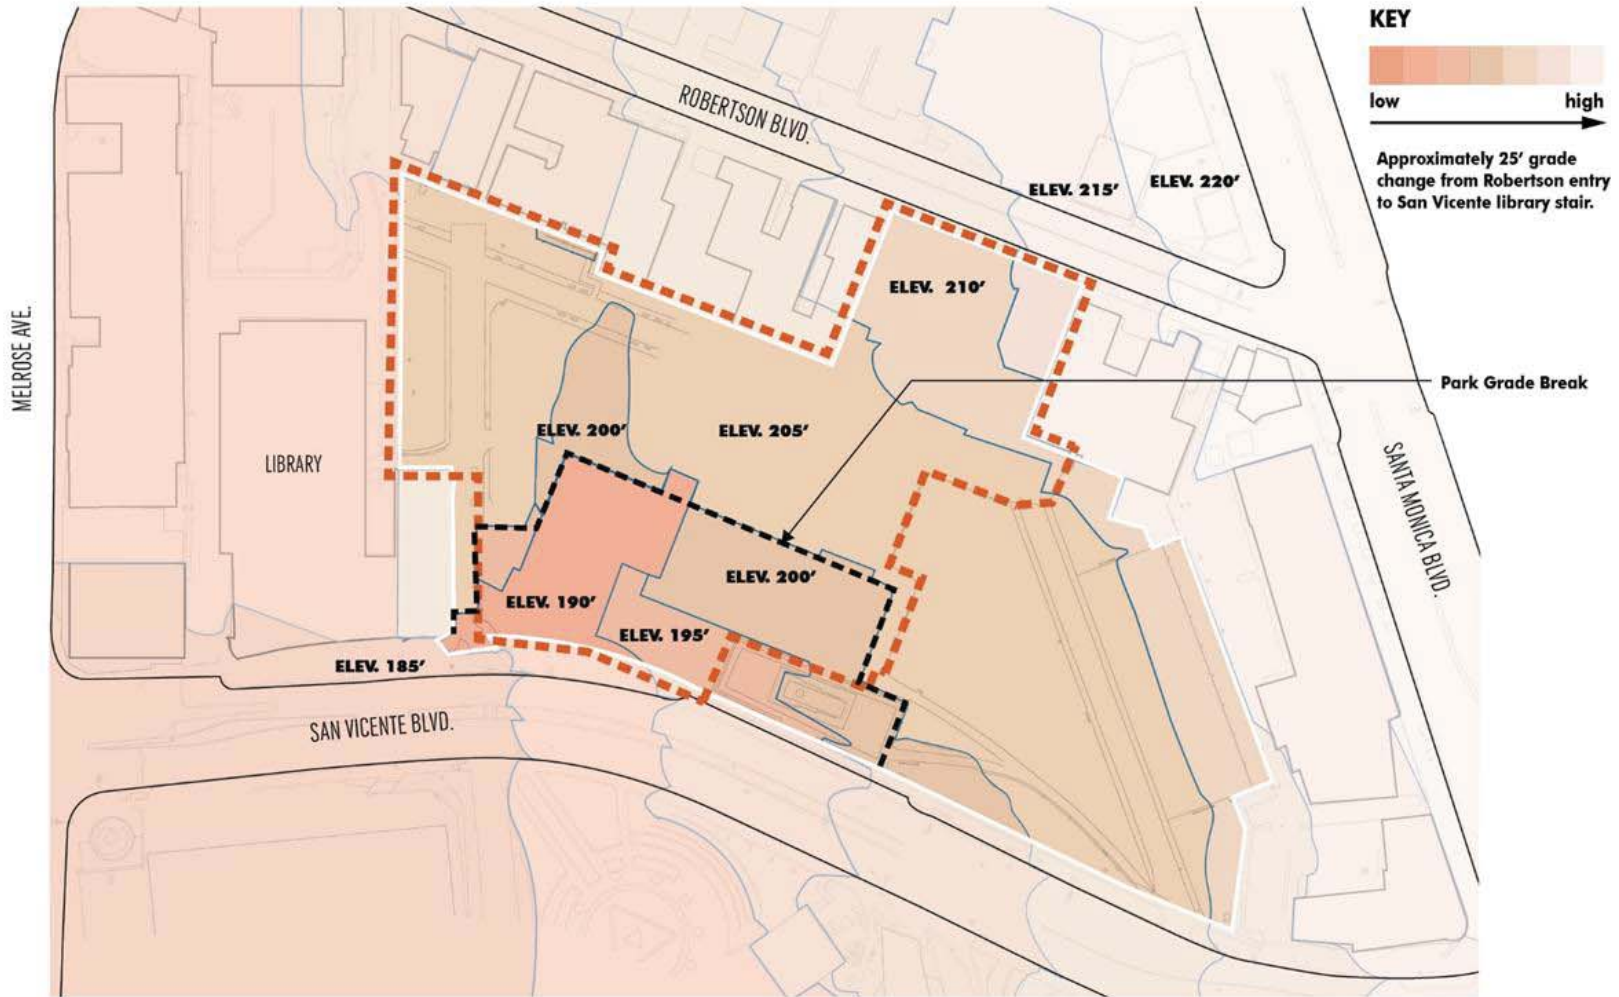 KEY
low high
Approximately 25' grade
change from Robertson entry
to San Vicente library stair.
ROBERTSON BLVD.
ELEV. 215'
ELEV. 220'
ELEV. 210'
MELROSE AVE.
Park Grade Break
ELEV. 200'
ELEV. 205'
LIBRARY
SANTA MONICA BLVD.
ELEV. 200'
ELEV. 190'
ELEV. 195'
ELEV. 185'
SAN VICENTE BLVD.